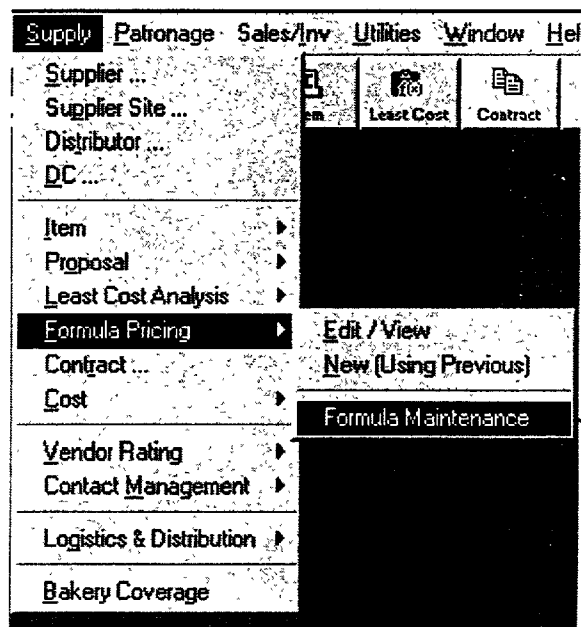 Supply Patronage Sales/Inv Utilities Window Hel
Supplier ...
Supplier Site ...
Distributor ...
DC ...
em Least Cost Contract
Item
Proposal
Least Cost Analysis
Formula Pricing
Contract ...
Cost
Vendor Rating
Contact Management
Logistics & Distribution
Bakery Coverage
Edit / View
New (Using Previous)
Formula Maintenance